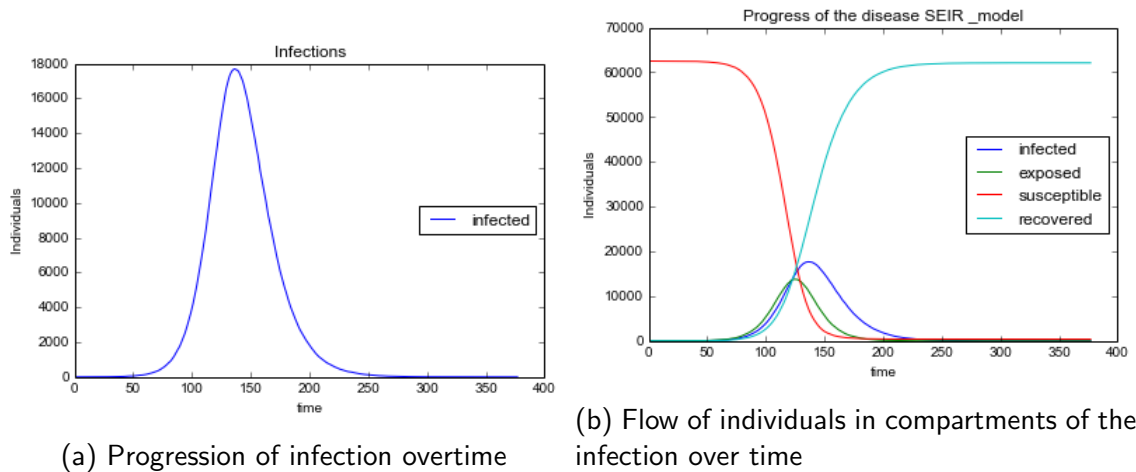 Infections
18000
16000
14000
12000
10000
8000
6000
4000
2000
0
Individuals
infected
0 50 100 150 200 250 300 350 400
time
(a) Progression of infection overtime
Progress of the disease SEIR _model
70000
60000
50000
40000
30000
20000
10000
0
Individuals
infected
exposed
susceptible
recovered
0 50 100 150 200 250 300 350 400
time
(b) Flow of individuals in compartments of the
infection over time